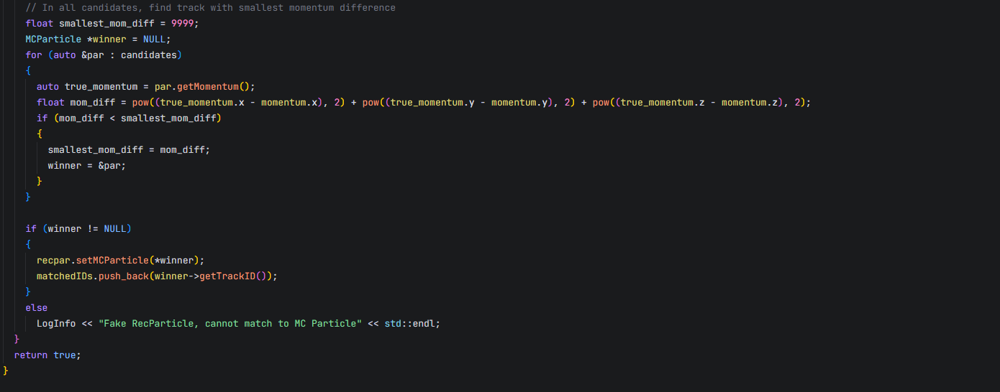 // In all candidates, find track with smallest momentum difference
float smallest_mom_diff = 9999;
MCParticle *winner = NULL;
for (auto &par : candidates)
{
auto true_momentum = par.getMomentum();
float mom_diff = pow((true_momentum.x - momentum.x), 2) + pow((true_momentum.y - momentum.y), 2) + pow((true_momentum.z - momentum.z), 2);
if (mom_diff < smallest_mom_diff)
{
smallest_mom_diff = mom_diff;
winner = &par;
}
}
if (winner != NULL)
{
recpar.setMCParticle(*winner);
matchedIDs.push_back(winner->getTrackID());
}
else
LogInfo << "Fake RecParticle, cannot match to MC Particle" << std::endl;
}
return true;
}